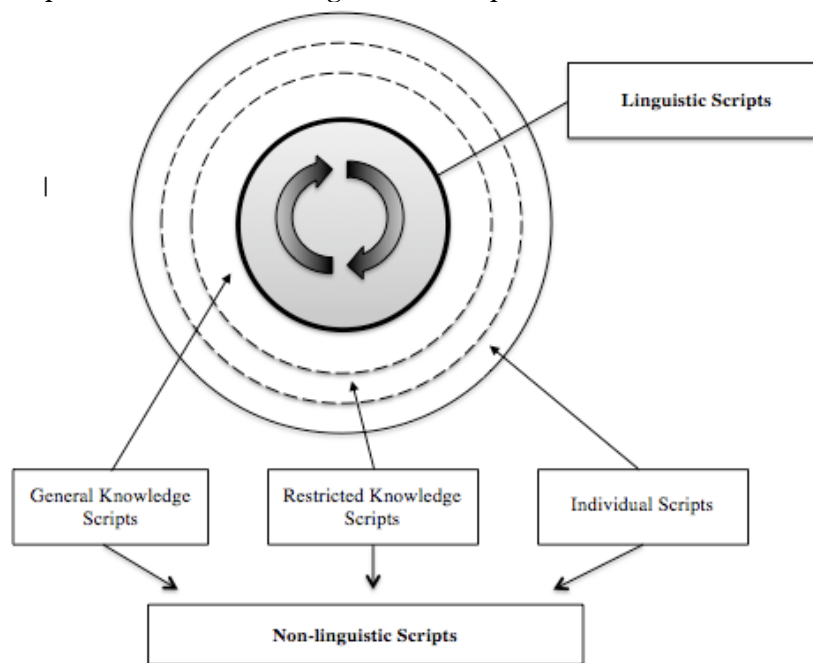 Linguistic Scripts
General Knowledge
Scripts
Restricted Knowledge
Scripts
Individual Scripts
Non-linguistic Scripts